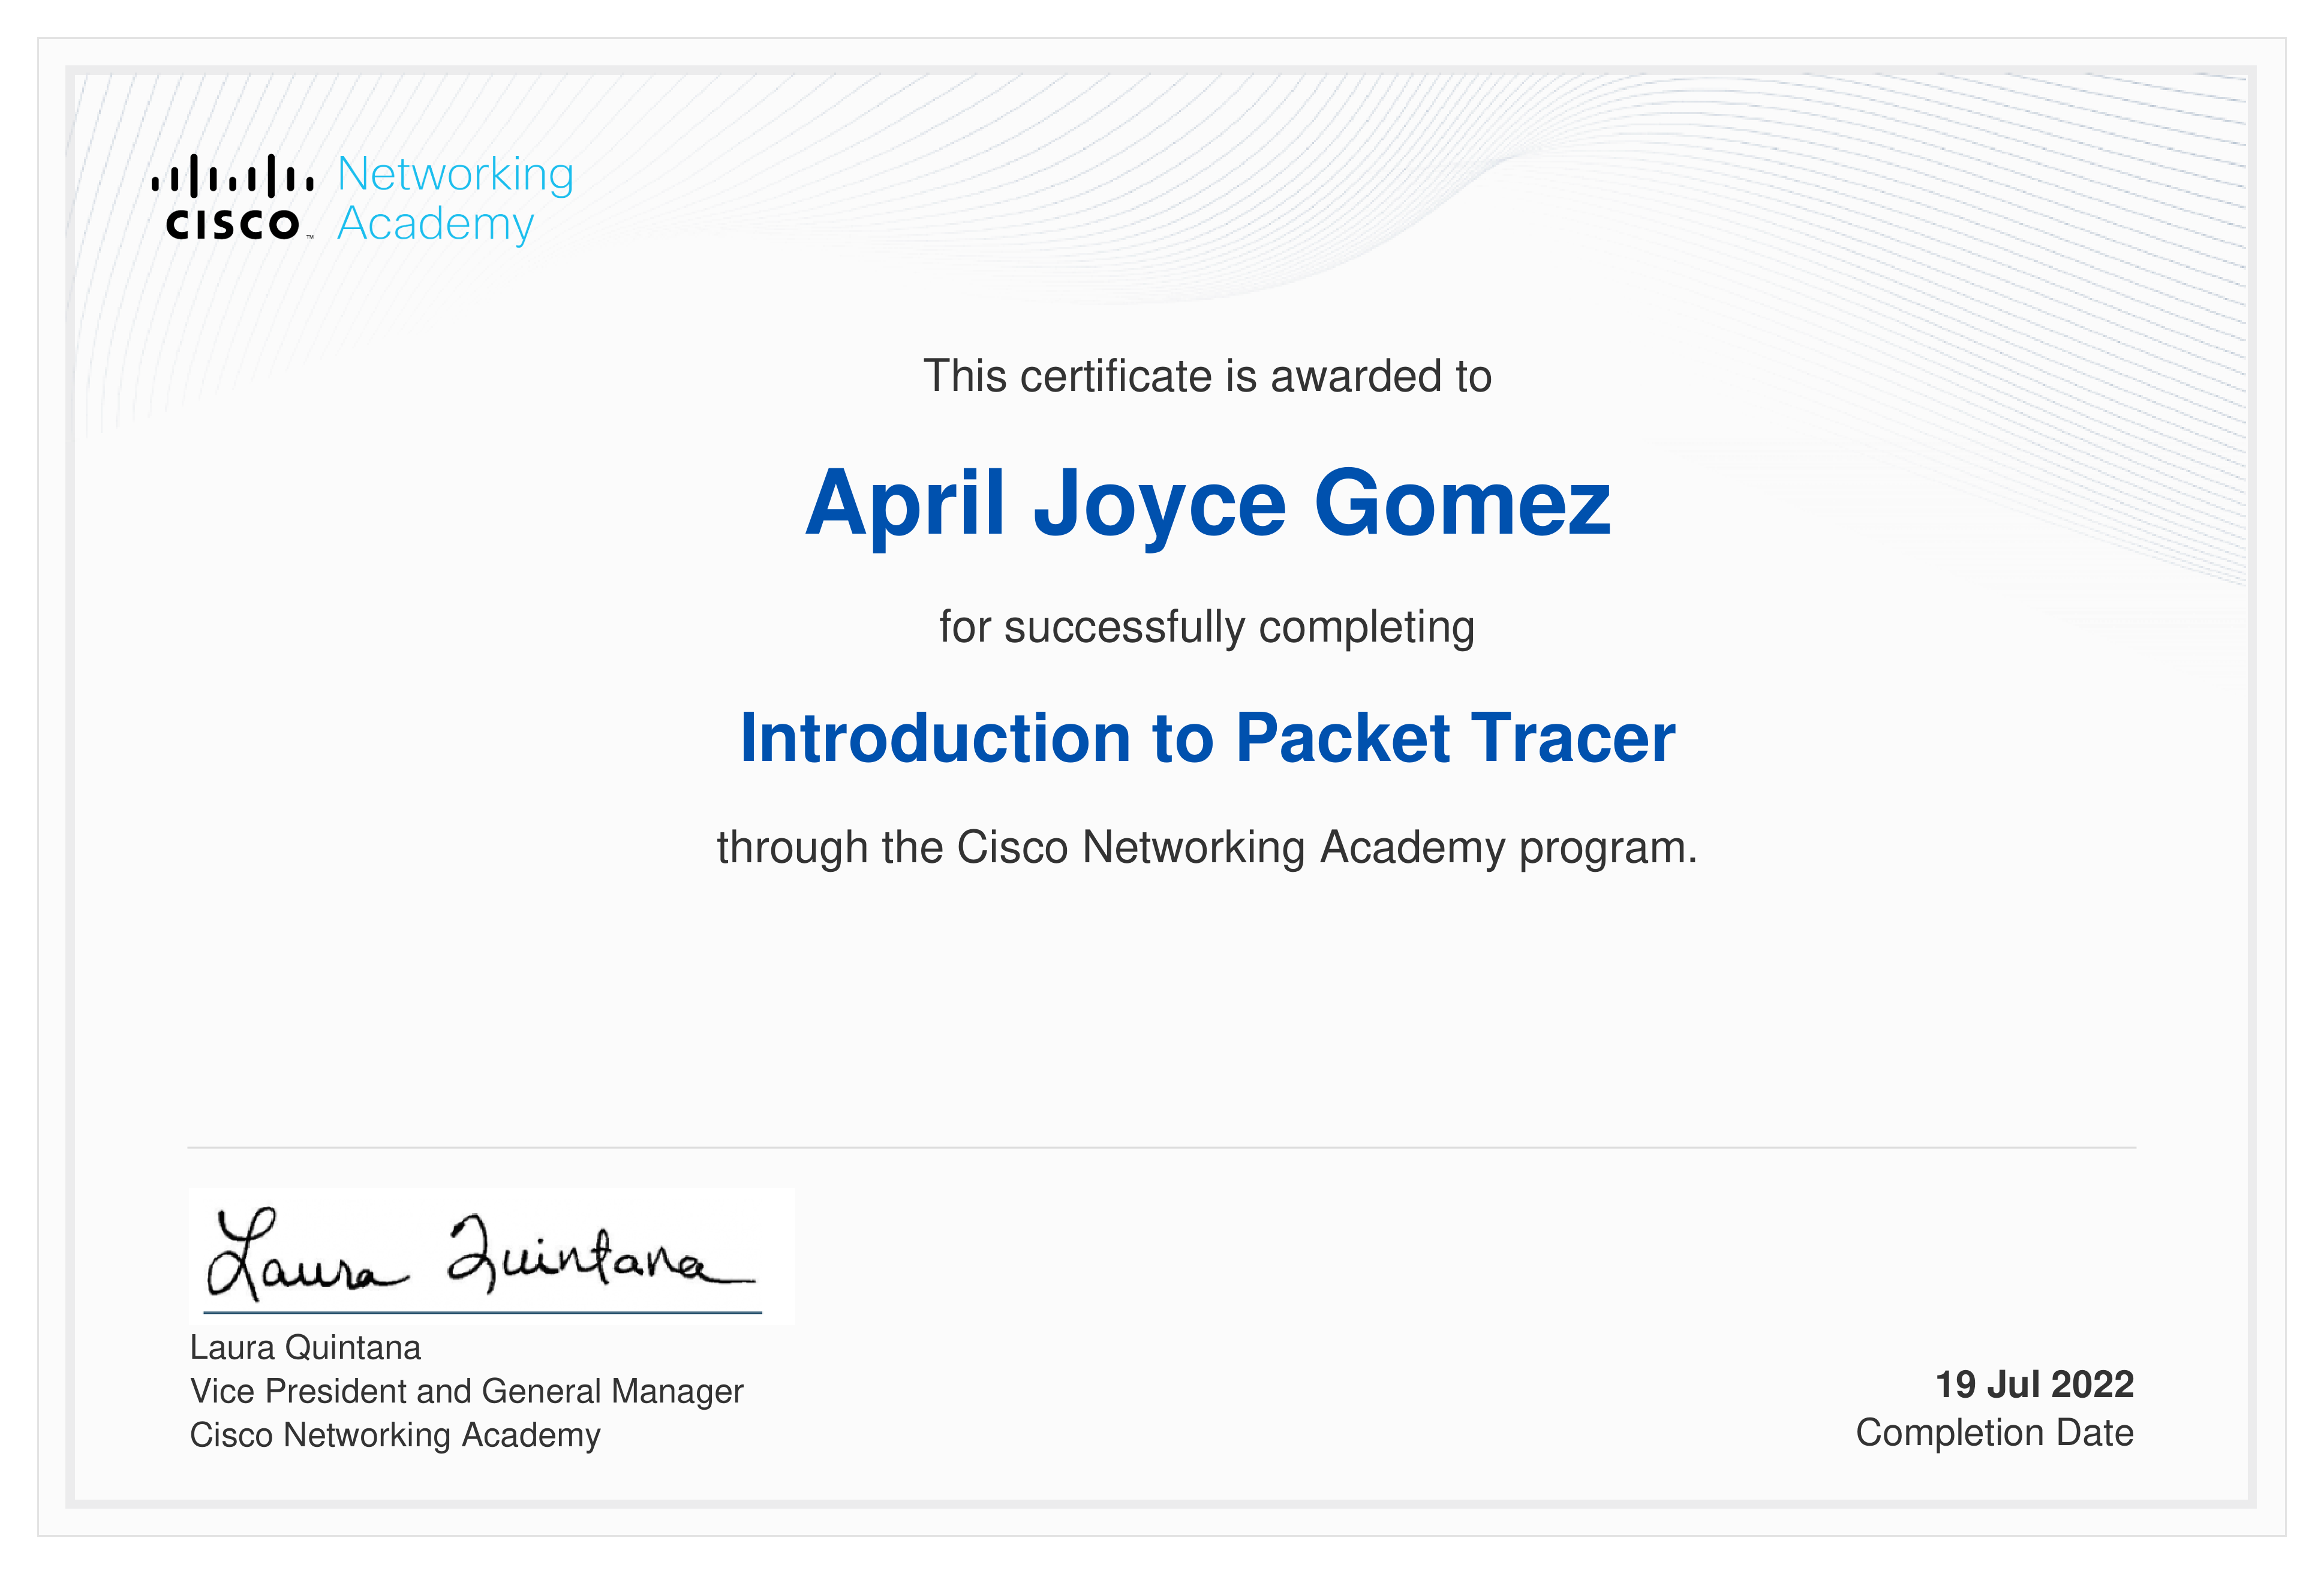 cisco™ Networking
Academy
This certificate is awarded to
April Joyce Gomez
for successfully completing
Introduction to Packet Tracer
through the Cisco Networking Academy program.
Laura Quintana
Laura Quintana
Vice President and General Manager
Cisco Networking Academy
19 Jul 2022
Completion Date